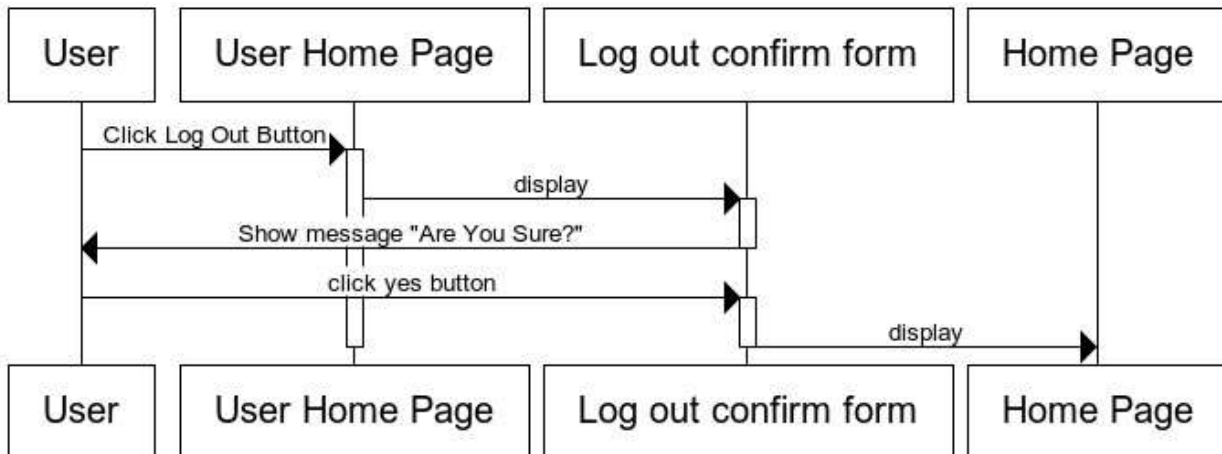 User
User Home Page
Log out confirm form
Home Page
Click Log Out Button
display
Show message "Are You Sure?"
click yes button
display
User
User Home Page
Log out confirm form
Home Page